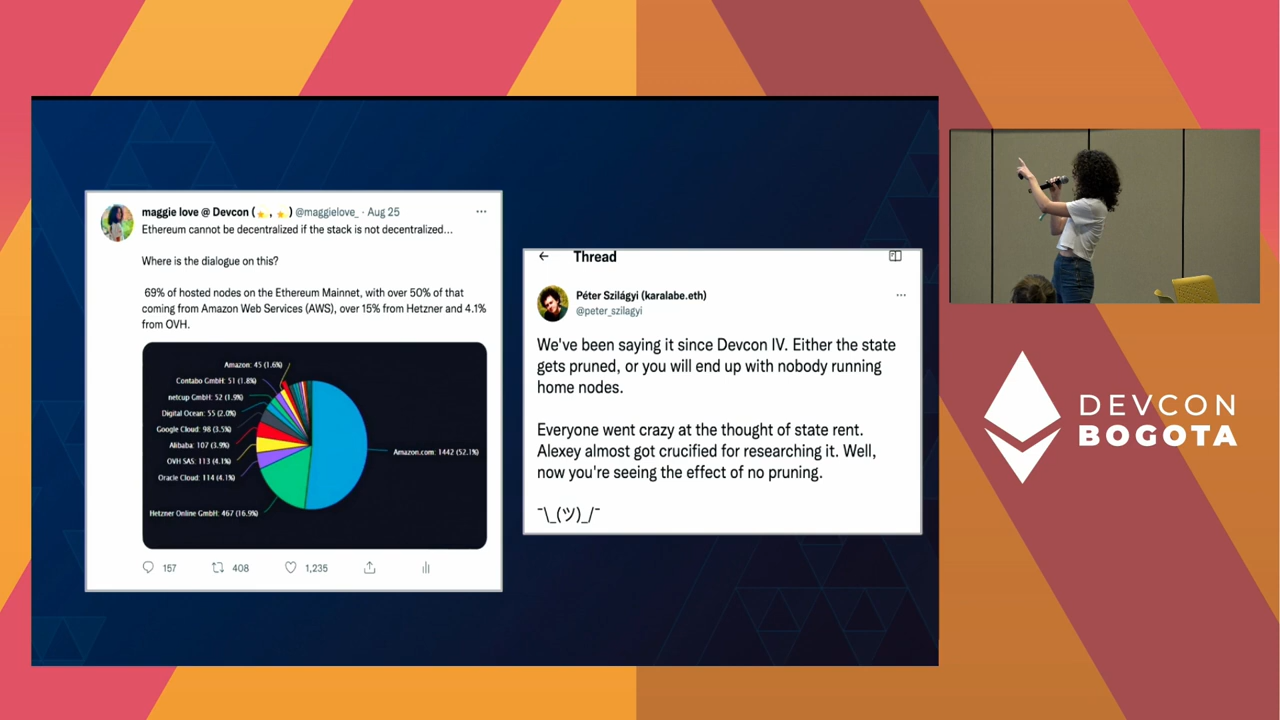 maggie love @ Devcon (⭐, ⭐) @maggielove_ · Aug 25
Ethereum cannot be decentralized if the stack is not decentralized...
Where is the dialogue on this?
69% of hosted nodes on the Ethereum Mainnet, with over 50% of that
coming from Amazon Web Services (AWS), over 15% from Hetzner and 4.1%
from OVH.
Amazon: 45 (1.6%)
Contabo GmbH: 51 (1.8%)
netcup GmbH: 52 (1.9%)
Digital Ocean: 55 (2.0%)
Google Cloud: 98 (3.5%)
Alibaba: 107 (3.9%)
OVH SAS: 113 (4.1%)
Oracle Cloud: 114 (4.1%)
Hetzner Online GmbH: 467 (16.9%)
Amazon.com: 1442 (52.1%)
157 408 1,235
Thread
Péter Szilágyi (karalabe.eth)
@peter_szilagyi
We've been saying it since Devcon IV. Either the state
gets pruned, or you will end up with nobody running
home nodes.
Everyone went crazy at the thought of state rent.
Alexey almost got crucified for researching it. Well,
now you're seeing the effect of no pruning.
¯\_(ツ)_/¯
DEVCON
BOGOTA